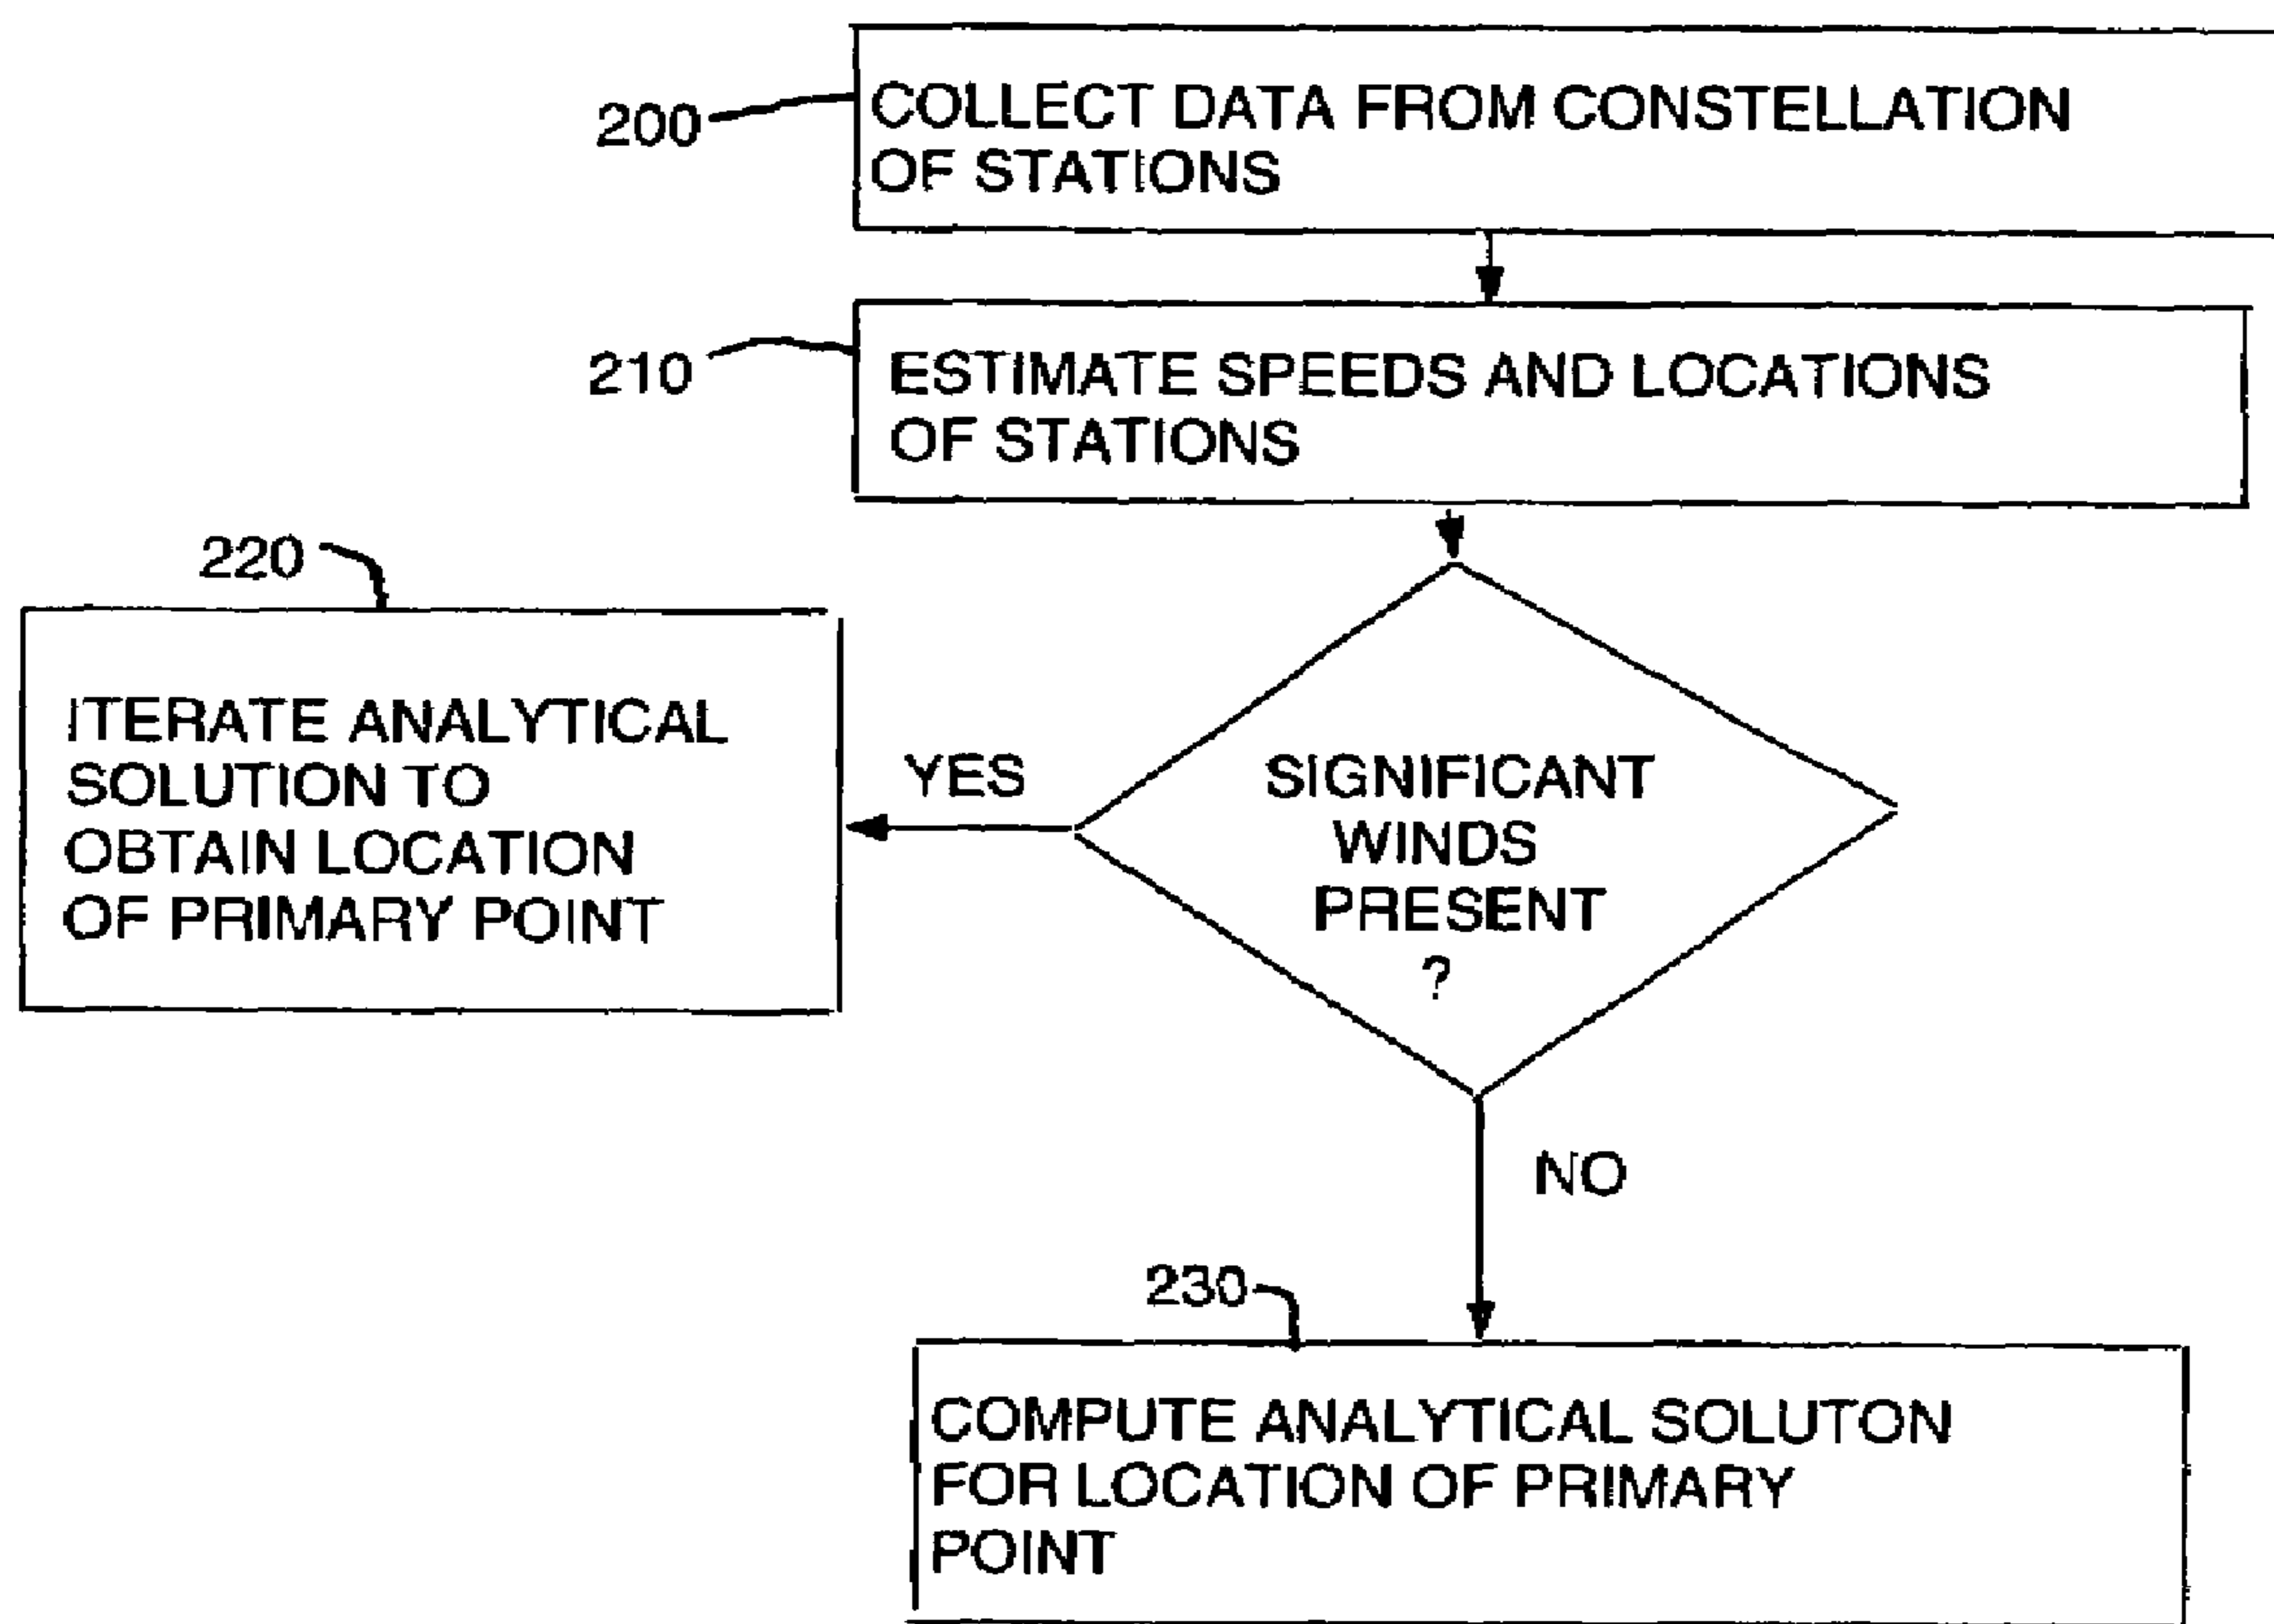 200
COLLECT DATA FROM CONSTELLATION
OF STATIONS
210
ESTIMATE SPEEDS AND LOCATIONS
OF STATIONS
220
ITERATE ANALYTICAL
SOLUTION TO
OBTAIN LOCATION
OF PRIMARY POINT
YES
SIGNIFICANT
WINDS
PRESENT
?
NO
230
COMPUTE ANALYTICAL SOLUTON
FOR LOCATION OF PRIMARY
POINT